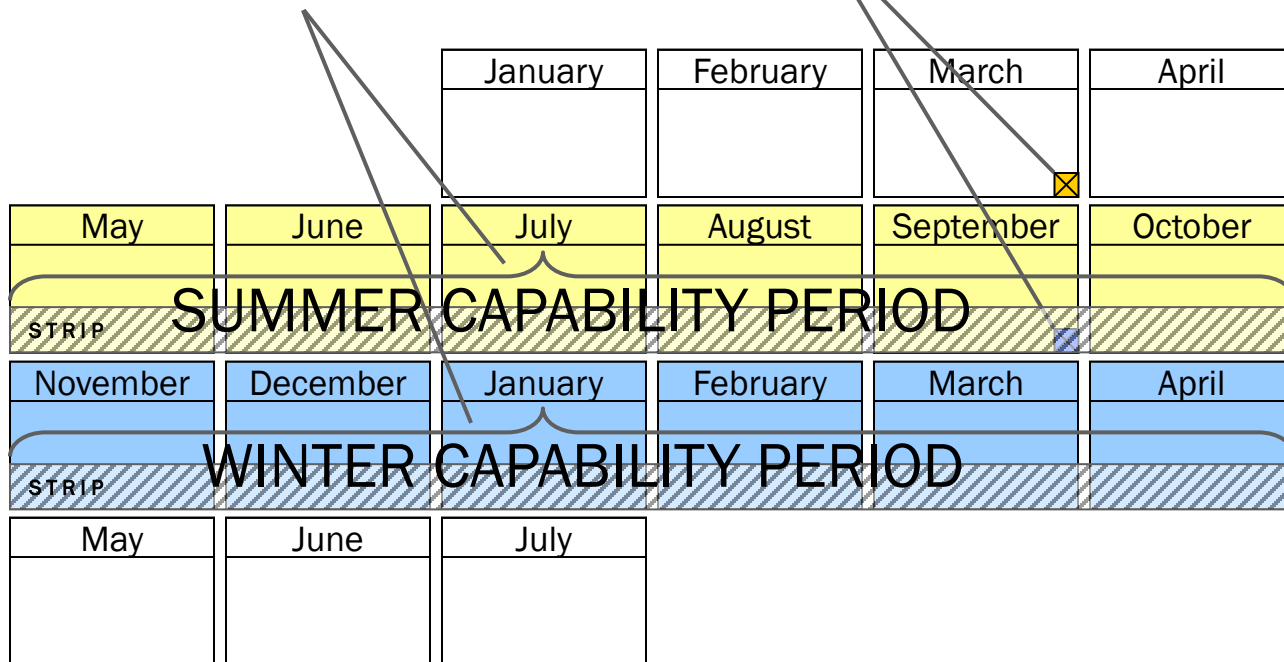 January February March April
May June July August September October
SUMMER CAPABILITY PERIOD
STRIP
November December January February March April
WINTER CAPABILITY PERIOD
STRIP
May June July